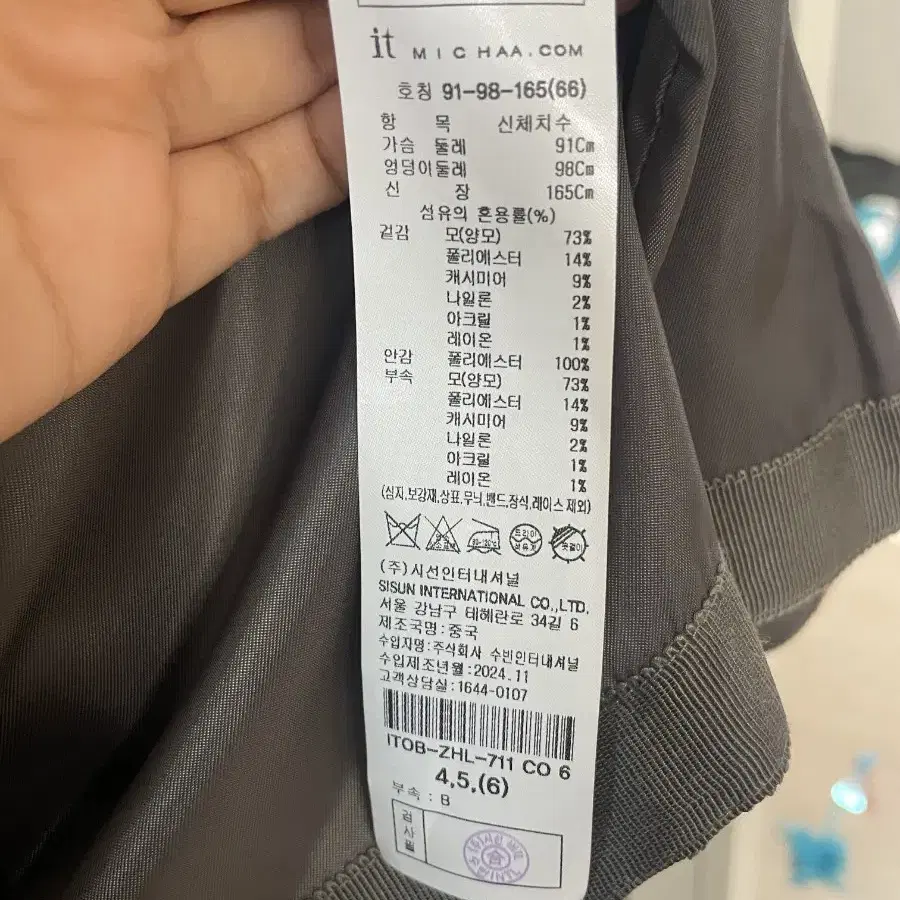 it MICHAA.COM
호칭 91-98-165(66)
항 목 신체치수
가슴 둘레 91Cm
엉덩이둘레 98Cm
신 장 165Cm
섬유의 혼용률(%)
겉감 모(양모) 73%
폴리에스터 14%
캐시미어 9%
나일론 2%
아크릴 1%
레이온 1%
안감 폴리에스터 100%
부속 모(양모) 73%
폴리에스터 14%
캐시미어 9%
나일론 2%
아크릴 1%
레이온 1%
(심지,보강재,상표,무늬,밴드,장식,레이스 제외)
드라이
옷걸이
(주)시선인터내셔널
SISUN INTERNATIONAL CO.,LTD.
서울 강남구 테헤란로 34길 6
제조국명:중국
수입자명:주식회사 수빈인터내셔널
수입제조년월:2024.11
고객상담실:1644-0107
ITOB-ZHL-711 CO 6
4,5,(6)
부속 : B
검사필